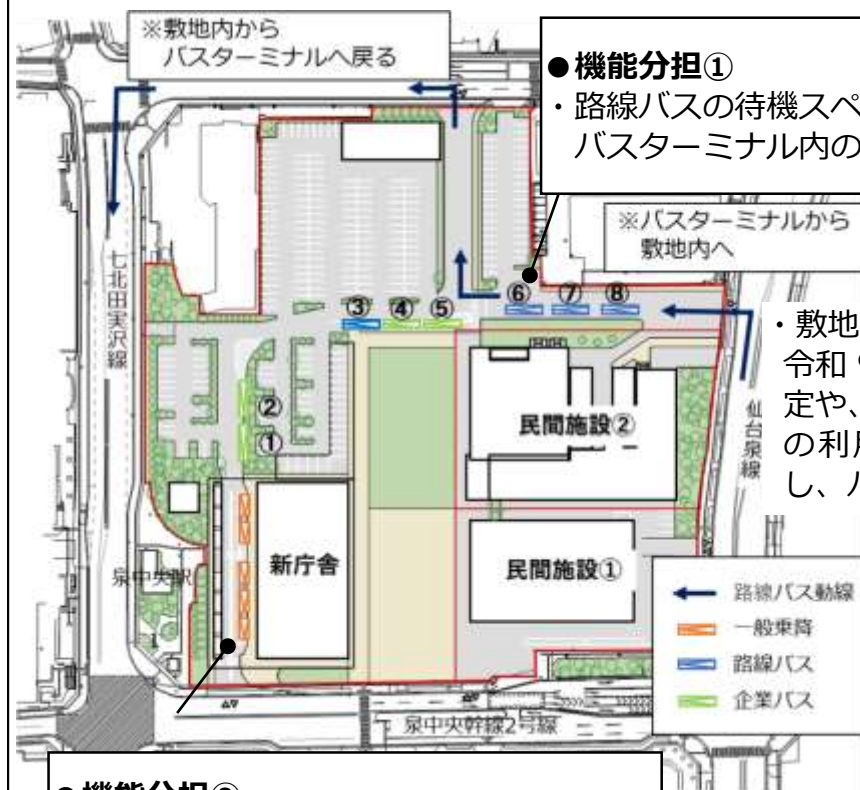 ※敷地内から
バスターミナルへ戻る
●機能分担①
・路線バスの待機スペ
バスターミナル内の
※バスターミナルから
敷地内へ
七北田実沢線
③
④
⑤
⑥
⑦
⑧
・敷地
令和
定や、
の利用
し、バ
仙台泉線
②
①
民間施設②
新庁舎
民間施設①
泉中央駅
路線バス動線
一般乗降
路線バス
企業バス
泉中央幹線2号線
●機能分担②